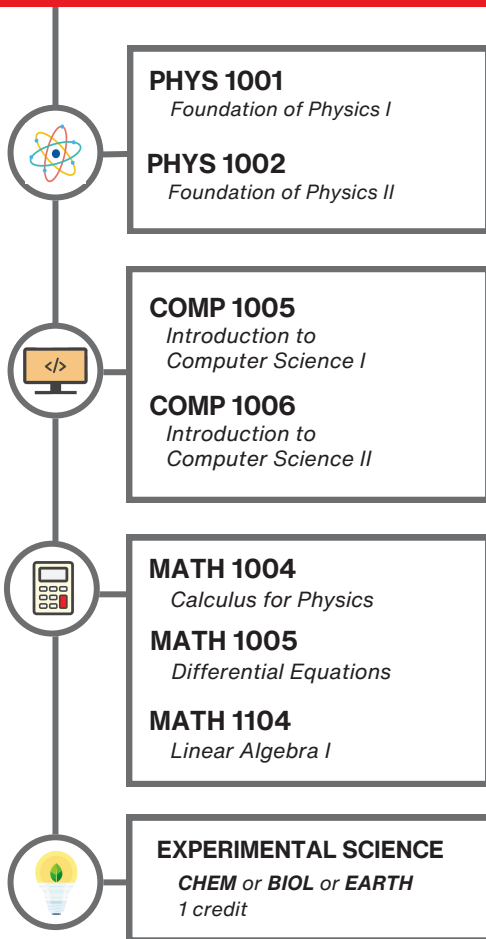 PHYS 1001
Foundation of Physics I
PHYS 1002
Foundation of Physics II
COMP 1005
Introduction to
Computer Science I
</>
COMP 1006
Introduction to
Computer Science II
MATH 1004
Calculus for Physics
MATH 1005
Differential Equations
MATH 1104
Linear Algebra I
EXPERIMENTAL SCIENCE
CHEM or BIOL or EARTH
1 credit